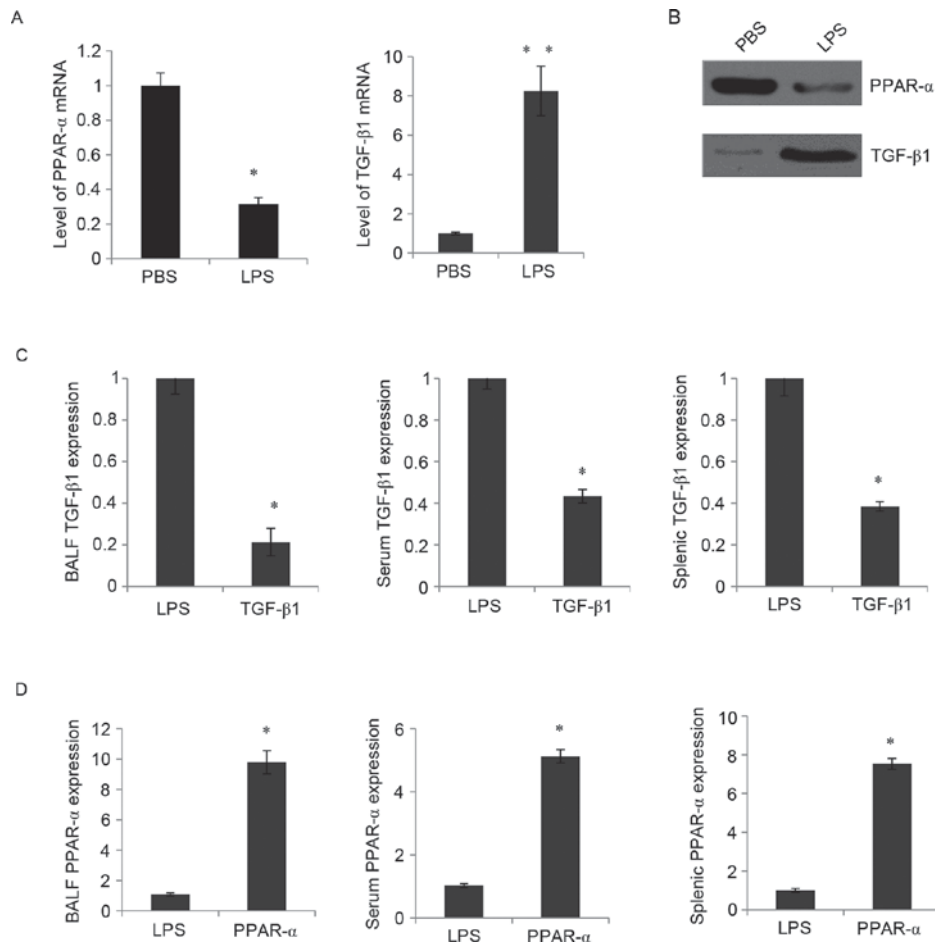 A
Level of PPAR-α mRNA
1.2
1
0.8
0.6
0.4
0.2
0
*
PBS
LPS
Level of TGF-β1 mRNA
10
8
6
4
2
0
* *
PBS
LPS
B
PBS
LPS
PPAR-α
TGF-β1
C
BALF TGF-β1 expression
1
0.8
0.6
0.4
0.2
0
*
LPS
TGF-β1
Serum TGF-β1 expression
1
0.8
0.6
0.4
0.2
0
*
LPS
TGF-β1
Splenic TGF-β1 expression
1
0.8
0.6
0.4
0.2
0
*
LPS
TGF-β1
D
BALF PPAR-α expression
12
10
8
6
4
2
0
*
LPS
PPAR-α
Serum PPAR-α expression
6
4
2
0
*
LPS
PPAR-α
Splenic PPAR-α expression
10
8
6
4
2
0
*
LPS
PPAR-α